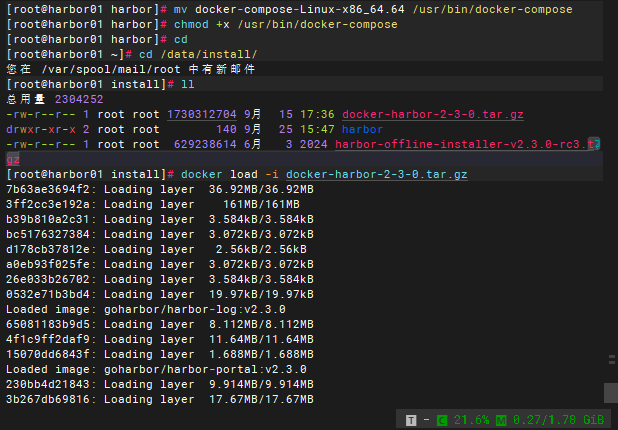 [root@harbor01 harbor]# mv docker-compose-Linux-x86_64.64 /usr/bin/docker-compose
[root@harbor01 harbor]# chmod +x /usr/bin/docker-compose
[root@harbor01 harbor]# cd
[root@harbor01 ~]# cd /data/install/
您在 /var/spool/mail/root 中有新邮件
[root@harbor01 install]# ll
总用量 2304252
-rw-r--r-- 1 root root 1730312704 9月  15 17:36 docker-harbor-2-3-0.tar.gz
drwxr-xr-x 2 root root        140 9月  25 15:47 harbor
-rw-r--r-- 1 root root  629238614 6月   3 2024 harbor-offline-installer-v2.3.0-rc3.t
gz
[root@harbor01 install]# docker load -i docker-harbor-2-3-0.tar.gz
7b63ae3694f2: Loading layer  36.92MB/36.92MB
3ff2cc3e192a: Loading layer    161MB/161MB
b39b810a2c31: Loading layer  3.584kB/3.584kB
bc5176327384: Loading layer  3.072kB/3.072kB
d178cb37812e: Loading layer   2.56kB/2.56kB
a0eb93f025fe: Loading layer  3.072kB/3.072kB
26e033b26702: Loading layer  3.584kB/3.584kB
0532e71b3bd4: Loading layer  19.97kB/19.97kB
Loaded image: goharbor/harbor-log:v2.3.0
65081183b9d5: Loading layer  8.112MB/8.112MB
4f1c9ff2daf9: Loading layer  11.64MB/11.64MB
15070dd6843f: Loading layer  1.688MB/1.688MB
Loaded image: goharbor/harbor-portal:v2.3.0
230bb4d21843: Loading layer  9.914MB/9.914MB
3b267db69816: Loading layer  17.67MB/17.67MB
T - C 21.6% M 0.27/1.78 GiB